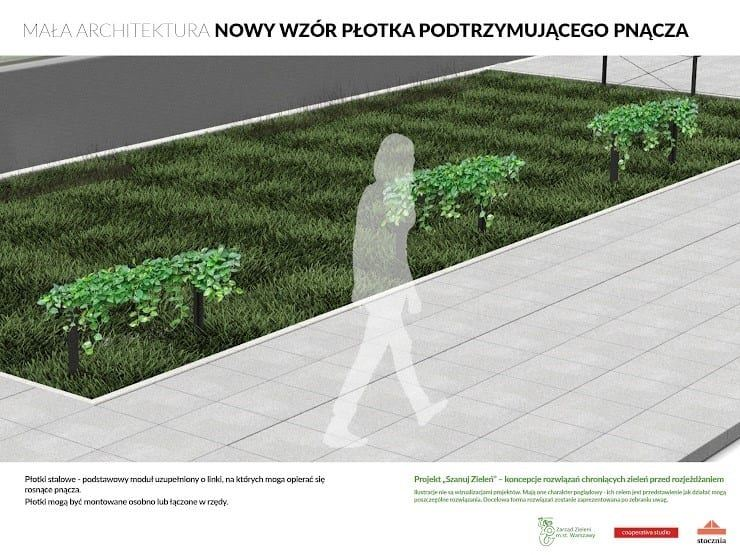 MAŁA ARCHITEKTURA NOWY WZÓR PŁOTKA PODTRZYMUJĄCEGO PNĄCZA
Płotki stalowe - podstawowy moduł uzupełniony o linki, na których moga opierać się
rosnące pnącza.
Płotki mogą być montowane osobno lub łączone w rzędy.
Projekt „Szanuj Zieleń” – koncepcje rozwiązań chroniących zieleń przed rozjeżdżaniem
Ilustracje nie są wizualizacjami projektów. Mają one charakter poglądowy - ich celem jest przedstawienie jak działać mogą
poszczególne rozwiązania. Docelowa forma rozwiązań zostanie zaprezentowana po zebraniu uwag.
Zarząd Zieleni
m.st. Warszawy
cooperativa studio
stocznia